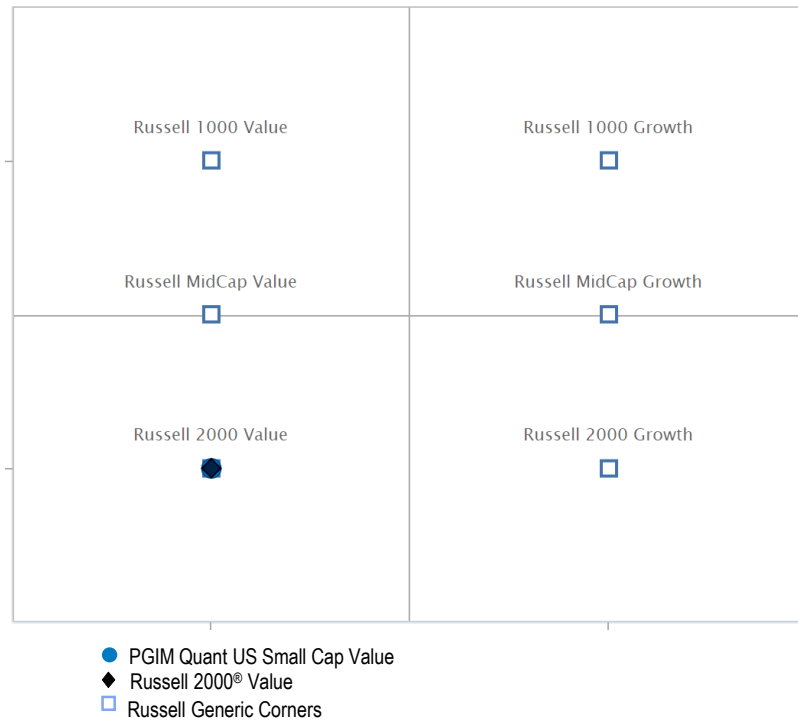 Russell 1000 Value
Russell 1000 Growth
Russell MidCap Value
Russell MidCap Growth
Russell 2000 Value
Russell 2000 Growth
PGIM Quant US Small Cap Value
Russell 2000® Value
Russell Generic Corners